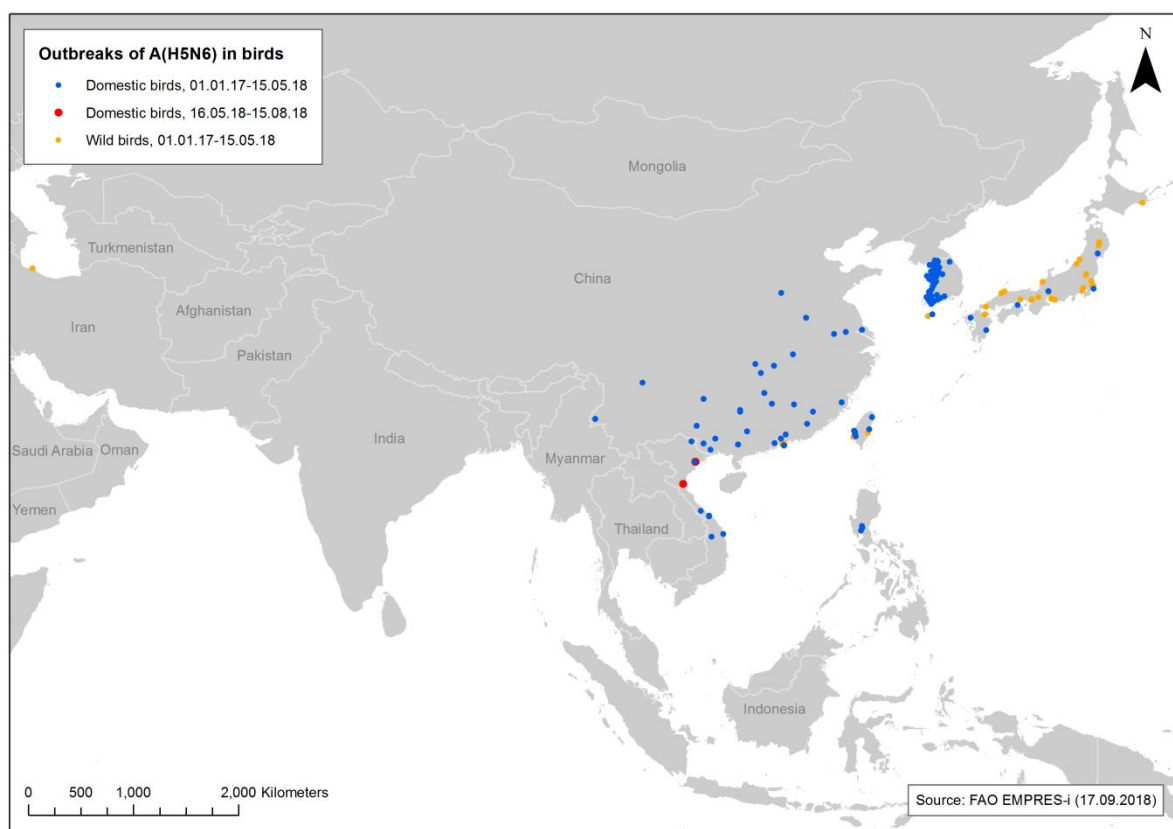 Outbreaks of A(H5N6) in birds
Domestic birds, 01.01.17-15.05.18
Domestic birds, 16.05.18-15.08.18
Wild birds, 01.01.17-15.05.18
N
Mongolia
Turkmenistan
China
Afghanistan
Iran
Pakistan
Saudi Arabia
Oman
India
Myanmar
Yemen
Thailand
Indonesia
0 500 1,000 2,000 Kilometers
Source: FAO EMPRES-i (17.09.2018)